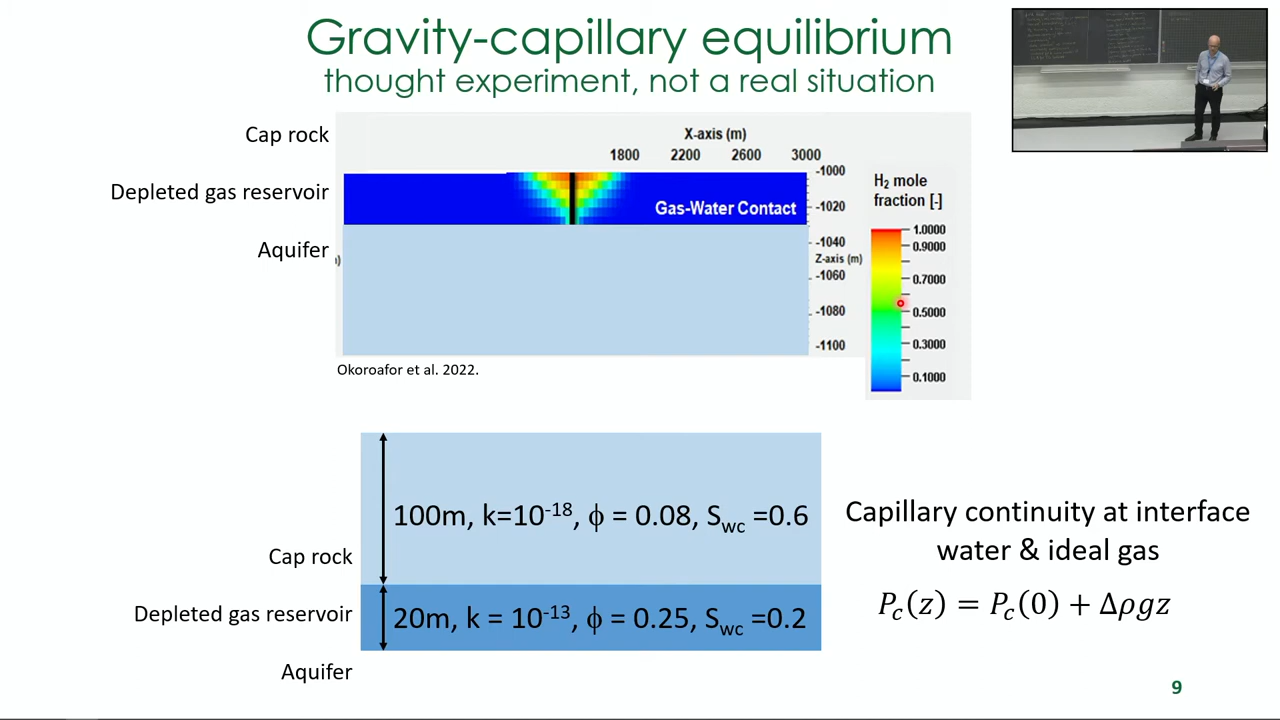 Gravity-capillary equilibrium
thought experiment, not a real situation
Cap rock
Depleted gas reservoir
Aquifer
X-axis (m)
1800 2200 2600 3000
-1000
-1020
-1040
Z-axis (m)
-1060
-1080
-1100
Gas-Water Contact
)
H₂ mole
fraction [-]
1.0000
0.9000
0.7000
0.5000
0.3000
0.1000
Okoroafor et al. 2022.
100m, k=10⁻¹⁸, ϕ = 0.08, Swc =0.6
Cap rock
Depleted gas reservoir
20m, k = 10⁻¹³, ϕ = 0.25, Swc =0.2
Aquifer
Capillary continuity at interface
water & ideal gas
Pc(z) = Pc(0) + Δρgz
9